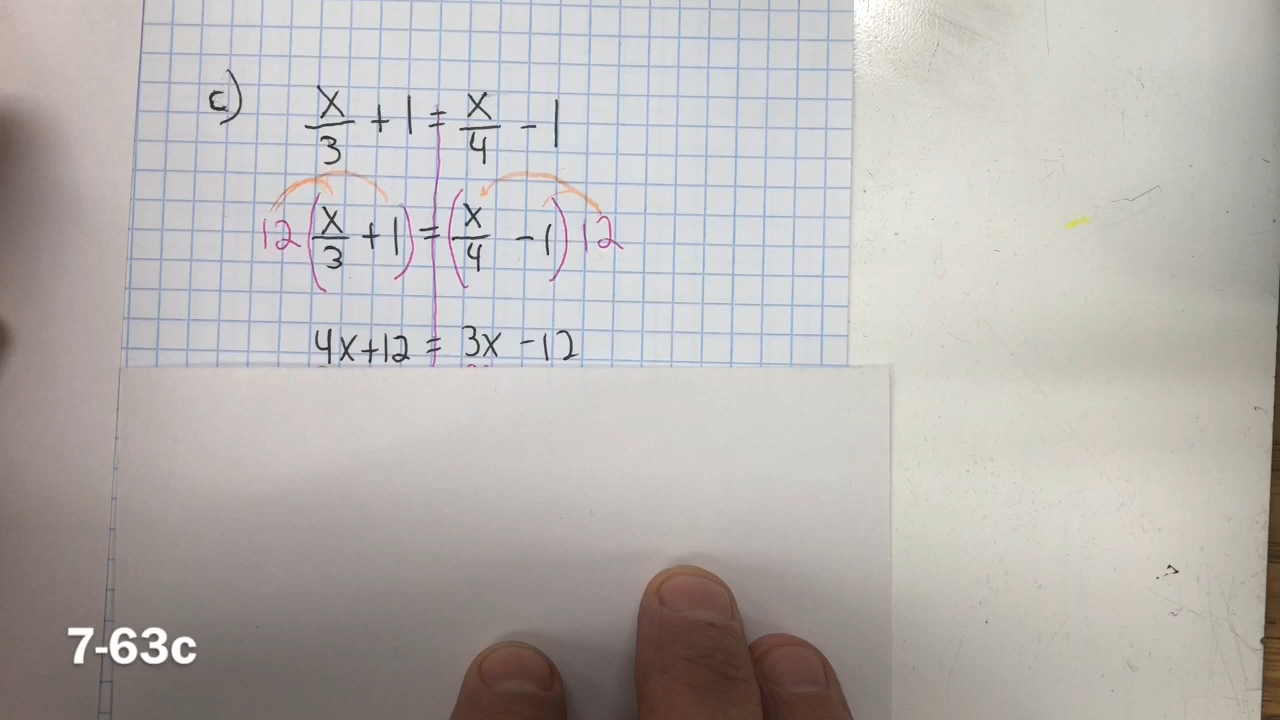 c) x/3 + 1 = x/4 - 1
12(x/3 + 1) = (x/4 - 1)12
4x+12 = 3x -12
7-63c